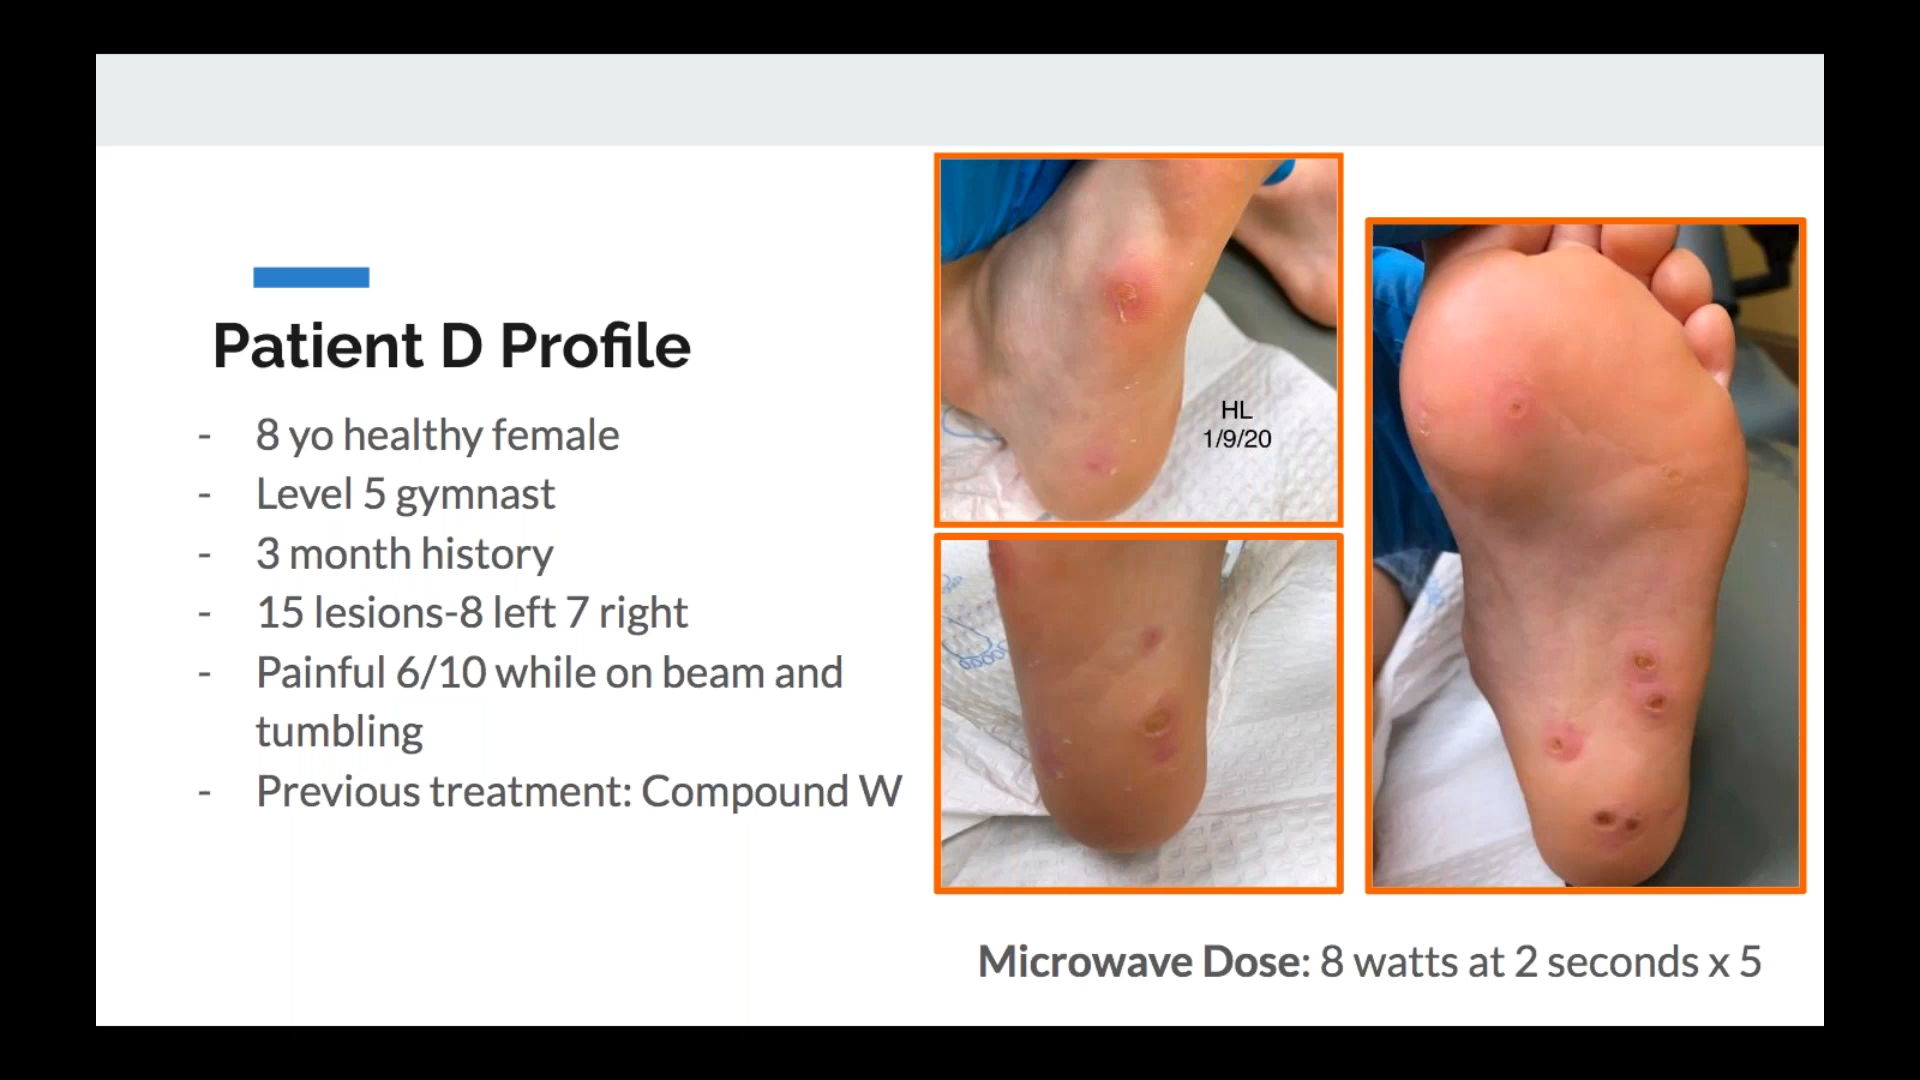 Patient D Profile
- 8 yo healthy female
- Level 5 gymnast
- 3 month history
- 15 lesions-8 left 7 right
- Painful 6/10 while on beam and
tumbling
- Previous treatment: Compound W
HL
1/9/20
Microwave Dose: 8 watts at 2 seconds x 5